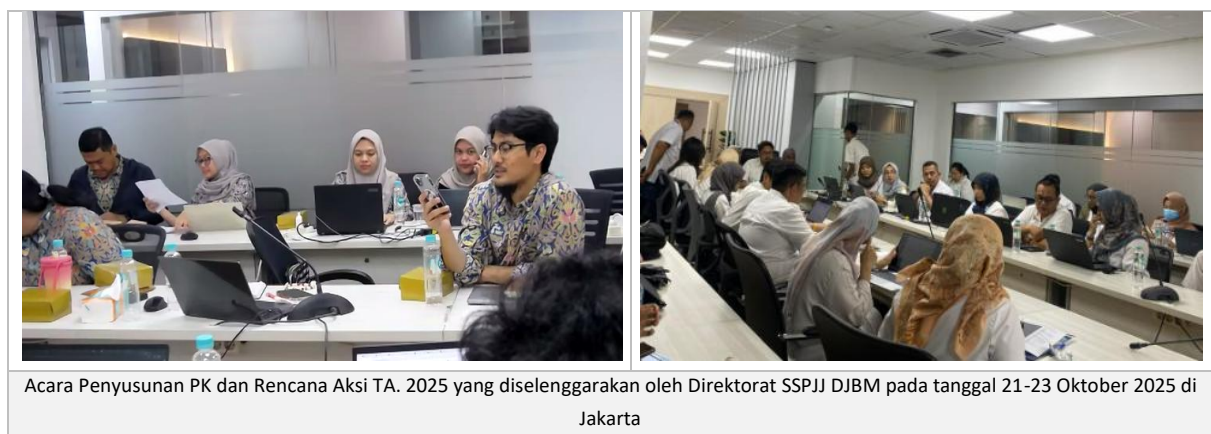 Acara Penyusunan PK dan Rencana Aksi TA. 2025 yang diselenggarakan oleh Direktorat SSPJJ DJBM pada tanggal 21-23 Oktober 2025 di
Jakarta